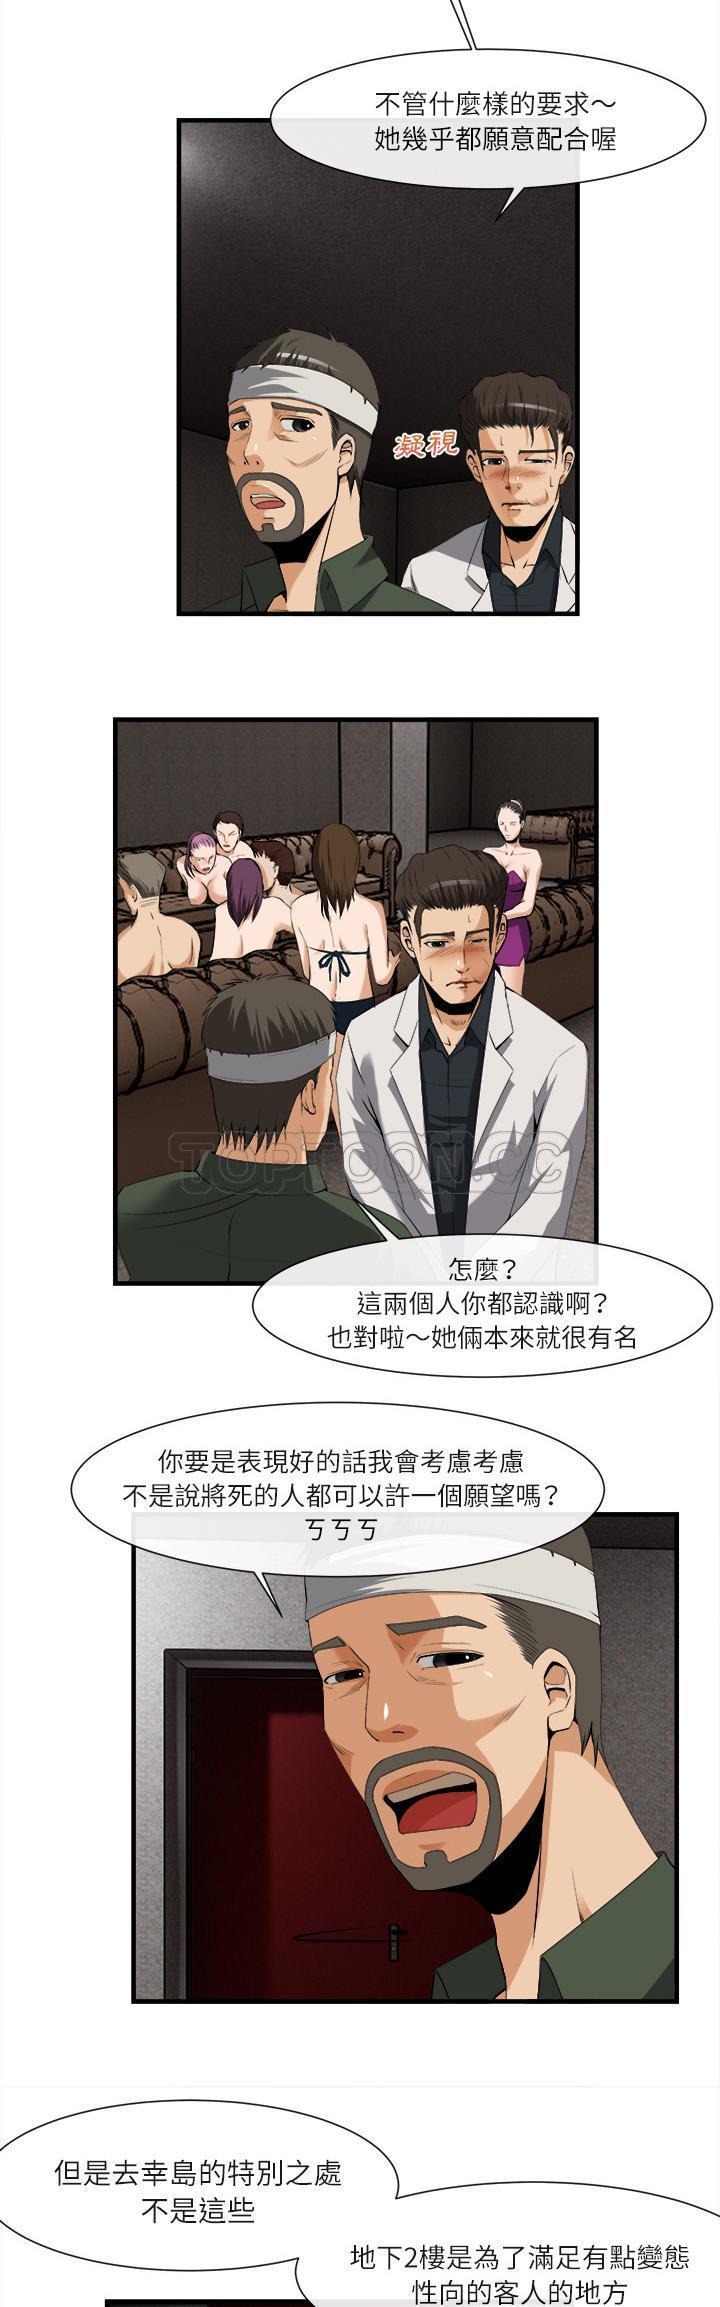 不管什麼樣的要求～
她幾乎都願意配合喔
凝視
TOPTOON.CC
怎麼？
這兩個人你都認識啊？
也對啦～她倆本來就很有名
你要是表現好的話我會考慮考慮
不是說將死的人都可以許一個願望嗎？
ㄎㄎㄎ
但是去幸島的特別之處
不是這些
地下2樓是為了滿足有點變態
性向的客人的地方